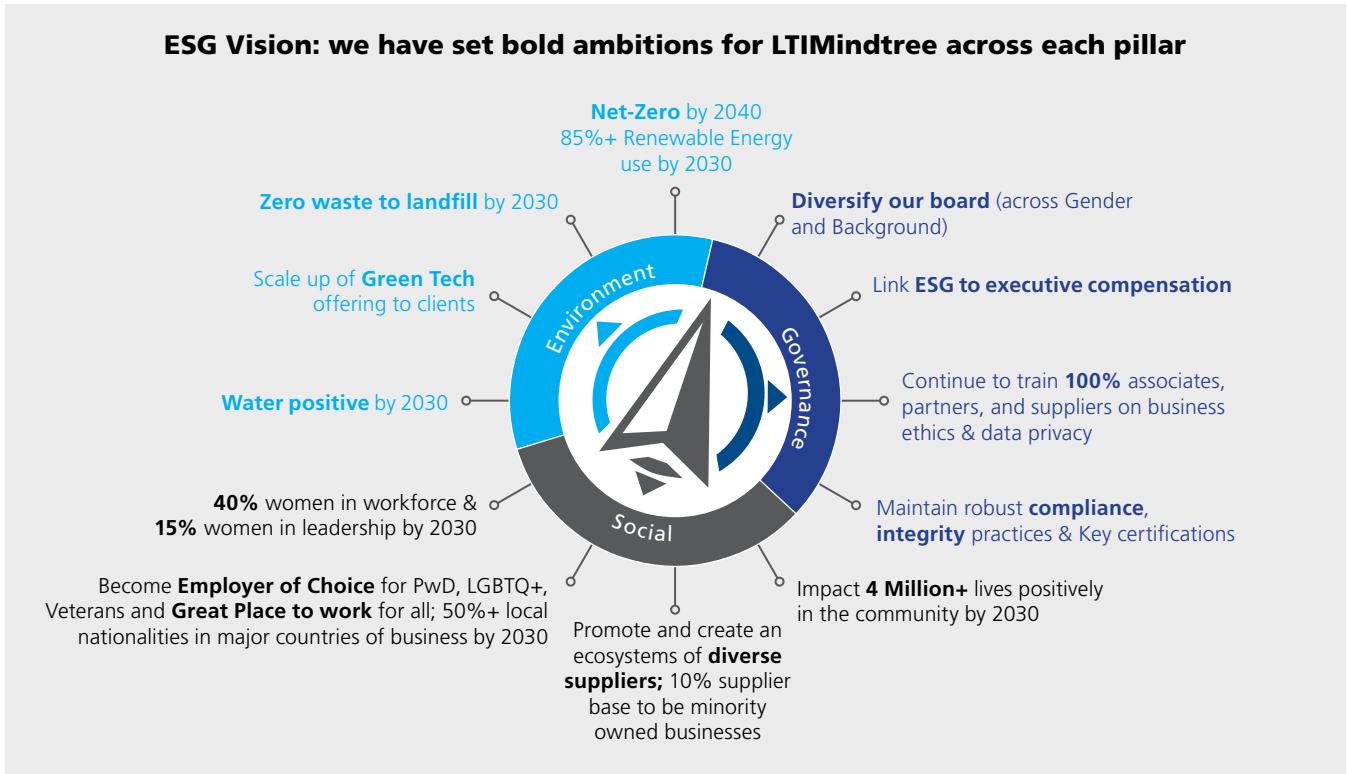 ESG Vision: we have set bold ambitions for LTIMindtree across each pillar
Net-Zero by 2040
85%+ Renewable Energy
use by 2030
Zero waste to landfill by 2030
Scale up of Green Tech
offering to clients
Water positive by 2030
Environment
Diversify our board (across Gender
and Background)
Link ESG to executive compensation
Continue to train 100% associates,
partners, and suppliers on business
ethics & data privacy
Maintain robust compliance,
integrity practices & Key certifications
Governance
40% women in workforce &
15% women in leadership by 2030
Become Employer of Choice for PwD, LGBTQ+,
Veterans and Great Place to work for all; 50%+ local
nationalities in major countries of business by 2030
Promote and create an
ecosystems of diverse
suppliers; 10% supplier
base to be minority
owned businesses
Impact 4 Million+ lives positively
in the community by 2030
Social